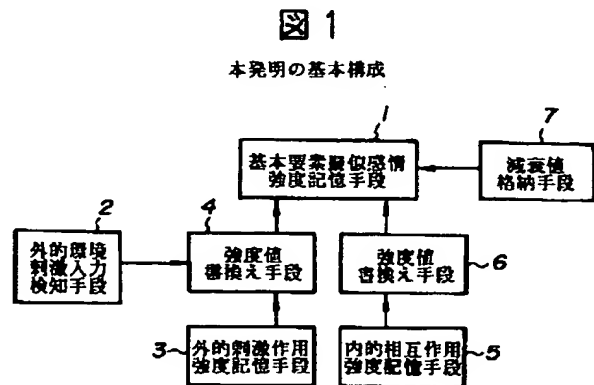 図1
本発明の基本構成
1
7
基本要素擬似感情
強度記憶手段
減衰値
格納手段
2
4
外的環境
刺激入力
検知手段
強度値
書換え手段
強度値
書換え手段
6
3
外的刺激作用
強度記憶手段
内的相互作用
強度記憶手段
5